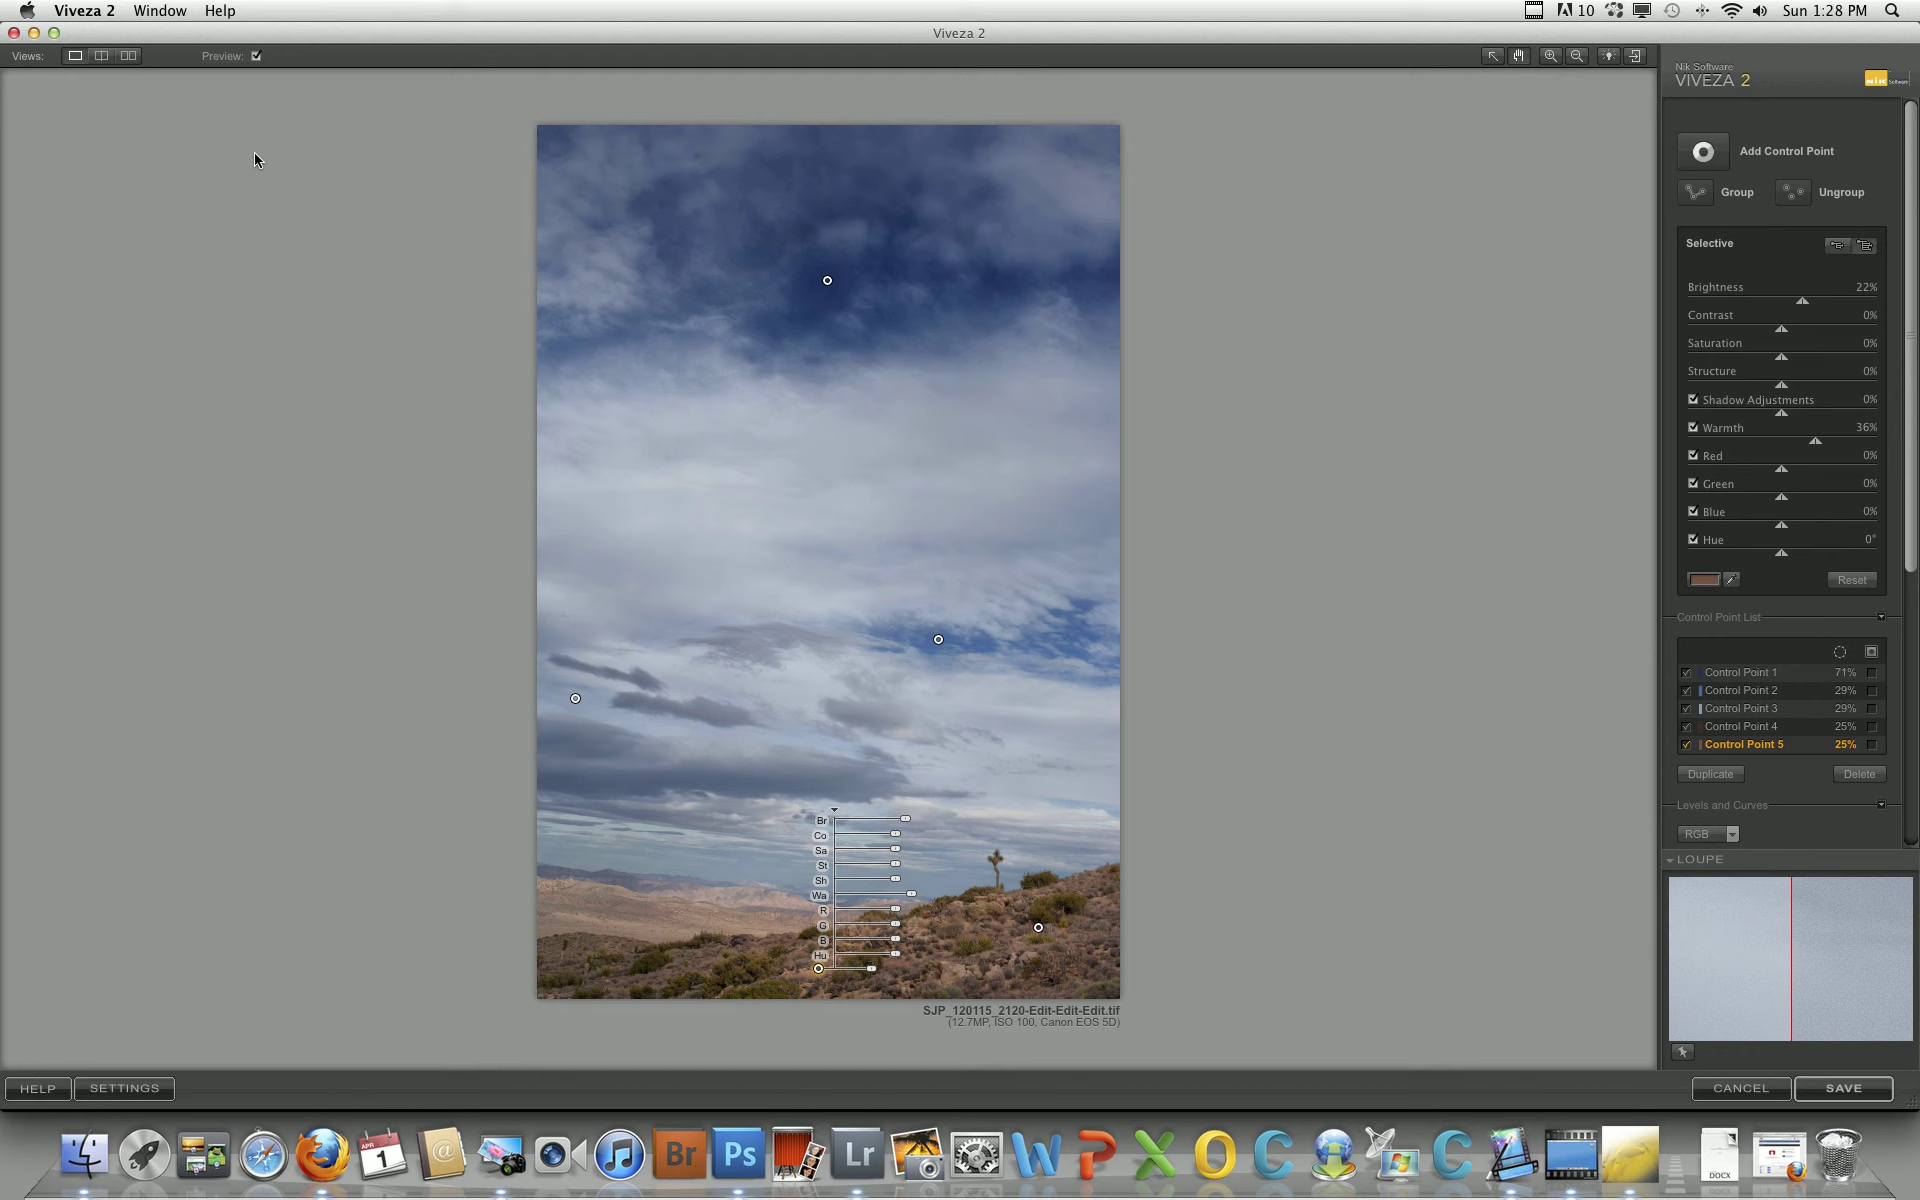 Viveza 2 Window Help
10 Sun 1:28 PM
Viveza 2
Views: Preview:
Nik Software
VIVEZA 2
nik Software
Add Control Point
Group Ungroup
Selective
Brightness 22%
Contrast 0%
Saturation 0%
Structure 0%
Shadow Adjustments 0%
Warmth 36%
Red 0%
Green 0%
Blue 0%
Hue 0°
Reset
Control Point List
Control Point 1 71%
Control Point 2 29%
Control Point 3 29%
Control Point 4 25%
Control Point 5 25%
Duplicate Delete
Levels and Curves
RGB
LOUPE
Br
Co
Sa
St
Sh
Wa
R
G
B
Hu
SJP_120115_2120-Edit-Edit-Edit.tif
(12.7MP, ISO 100, Canon EOS 5D)
HELP SETTINGS CANCEL SAVE
APR
1
@
Br
Ps
Lr
W
P
X
O
C
C
DOCX